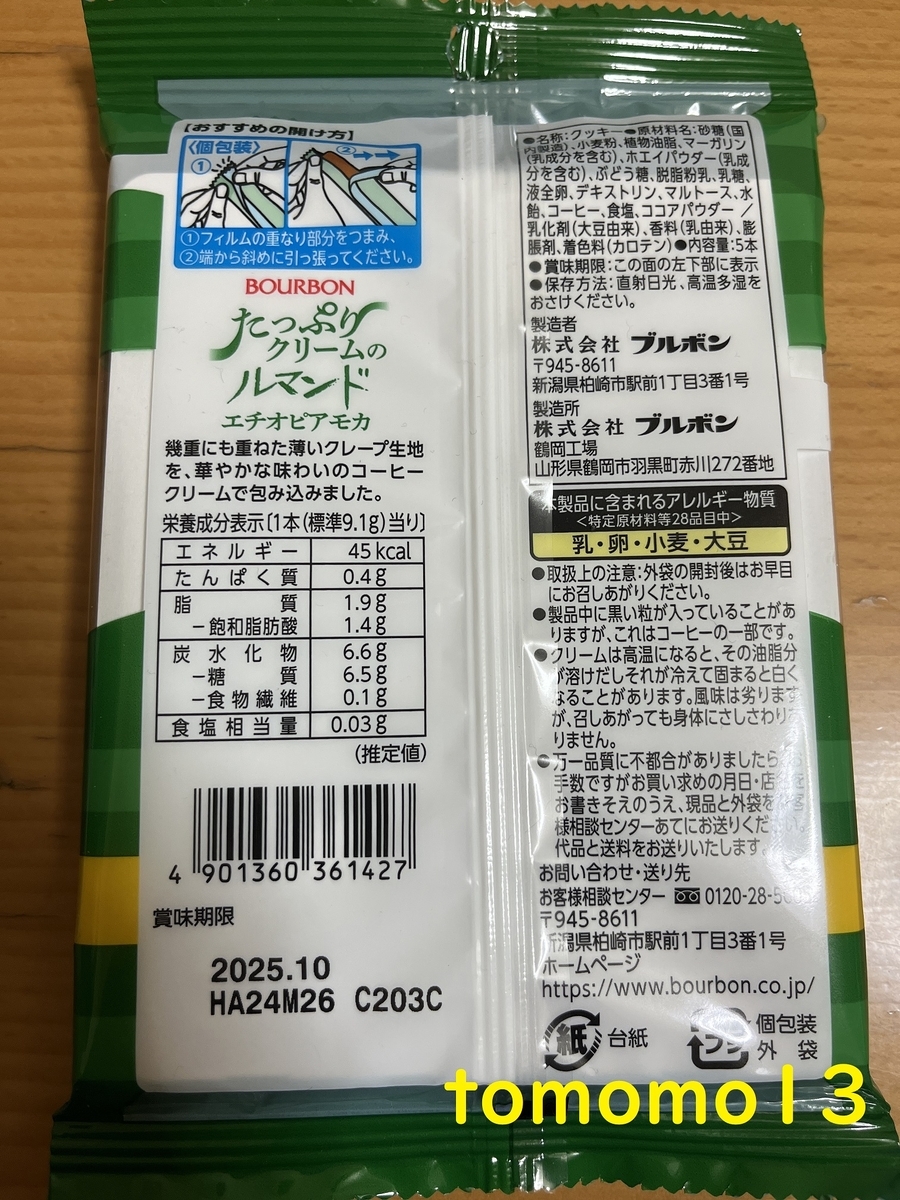 【おすすめの開け方】
〈個包装〉
① ②
①フィルムの重なり部分をつまみ、
②端から斜めに引っ張ってください。
BOURBON
たっぷり
クリームの
ルマンド
エチオピアモカ
幾重にも重ねた薄いクレープ生地
を、華やかな味わいのコーヒー
クリームで包み込みました。
栄養成分表示〔1本(標準9.1g)当り〕
エネルギー 45kcal
たんぱく質 0.4g
脂質 1.9g
−飽和脂肪酸 1.4g
炭水化物 6.6g
−糖質 6.5g
−食物繊維 0.1g
食塩相当量 0.03g
(推定値)
4 901360 361427
賞味期限
2025.10
HA24M26 C203C
●名称:クッキー●原材料名:砂糖(国
内製造)、小麦粉、植物油脂、マーガリン
(乳成分を含む)、ホエイパウダー(乳成
分を含む)、ぶどう糖、脱脂粉乳、乳糖、
液全卵、デキストリン、マルトース、水
飴、コーヒー、食塩、ココアパウダー／
乳化剤(大豆由来)、香料(乳由来)、膨
脹剤、着色料(カロテン)●内容量:5本
●賞味期限:この面の左下部に表示
●保存方法:直射日光、高温多湿を
おさけください。
製造者
株式会社 ブルボン
〒945-8611
新潟県柏崎市駅前1丁目3番1号
製造所
株式会社 ブルボン
鶴岡工場
山形県鶴岡市羽黒町赤川272番地
本製品に含まれるアレルギー物質
<特定原材料等28品目中>
乳・卵・小麦・大豆
●取扱上の注意:外袋の開封後はお早目
にお召しあがりください。
●製品中に黒い粒が入っていることがあ
りますが、これはコーヒーの一部です。
●クリームは高温になると、その油脂分
が溶けだしそれが冷えて固まると白く
なることがあります。風味は劣ります
が、召しあがっても身体にさしさわりあ
りません。
●万一品質に不都合がありましたら、お
手数ですがお買い求めの月日・店名を
お書きそえのうえ、現品と外袋をお客
様相談センターあてにお送りください。
代品と送料をお送りいたします。
お問い合わせ・送り先
お客様相談センター 0120-28-5
〒945-8611
新潟県柏崎市駅前1丁目3番1号
ホームページ
https://www.bourbon.co.jp/
紙 台紙
プラ 個包装
外袋
tomomo13